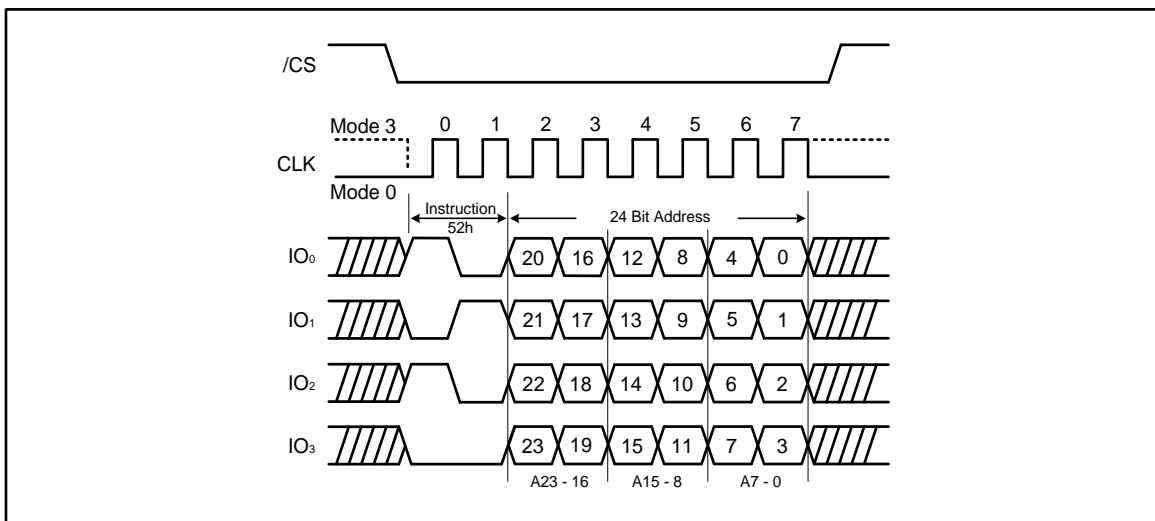 /CS
Mode 3 0 1 2 3 4 5 6 7
CLK
Mode 0
Instruction
52h
24 Bit Address
IO₀ 20 16 12 8 4 0
IO₁ 21 17 13 9 5 1
IO₂ 22 18 14 10 6 2
IO₃ 23 19 15 11 7 3
A23 - 16 A15 - 8 A7 - 0